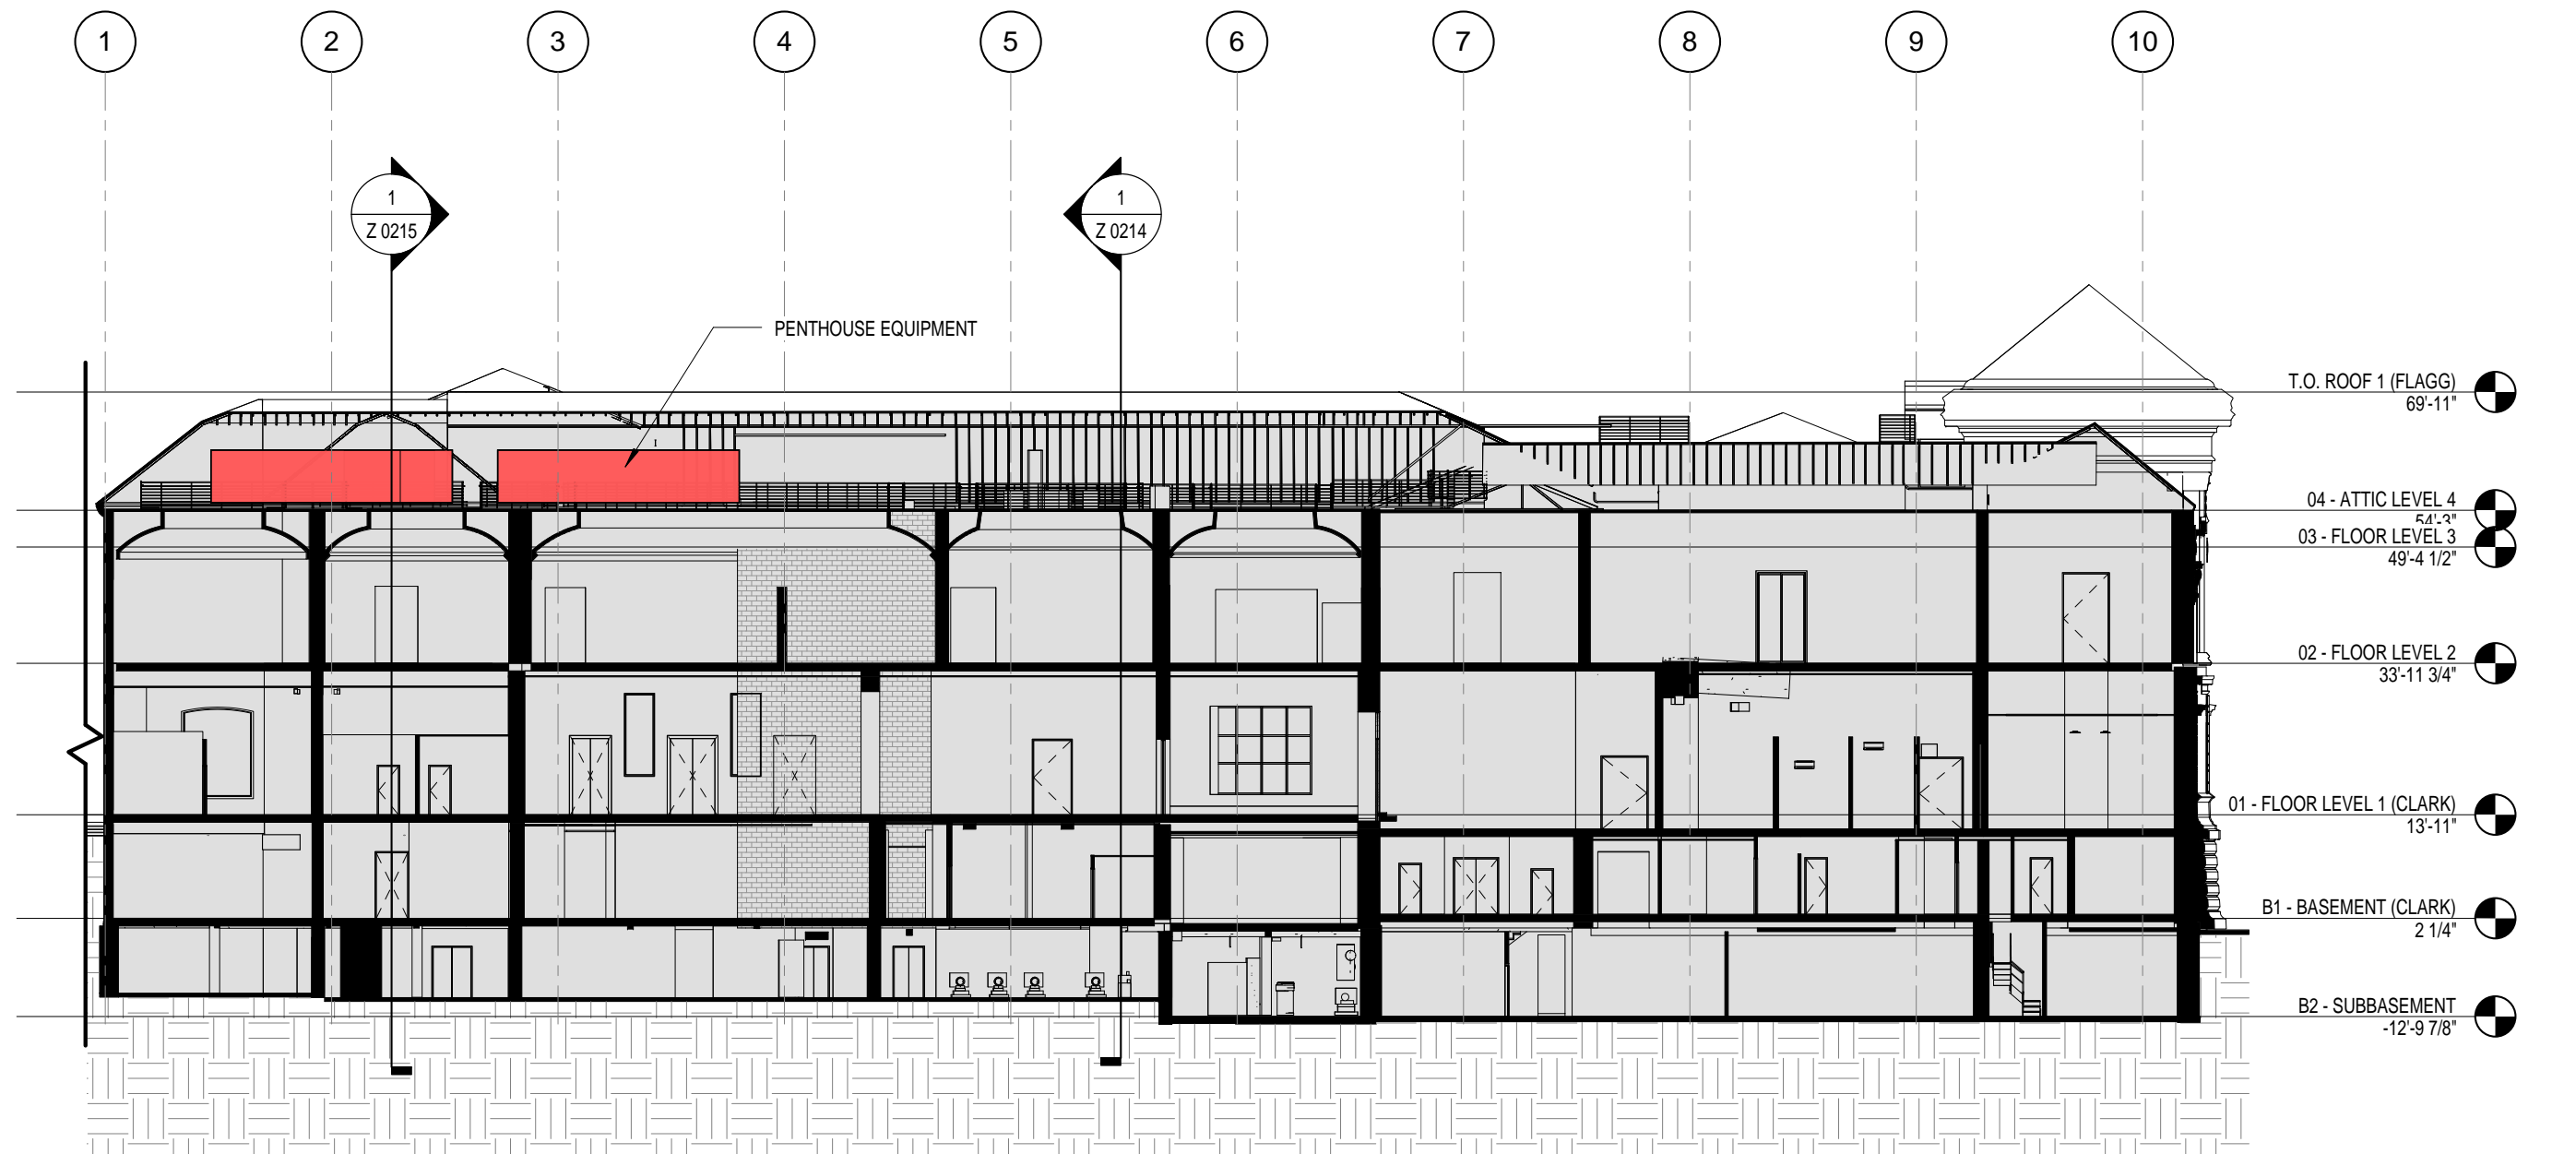 1
2
3
4
5
6
7
8
9
10
1
Z 0215
1
Z 0214
PENTHOUSE EQUIPMENT
T.O. ROOF 1 (FLAGG)
69'-11"
04 - ATTIC LEVEL 4
54'-3"
03 - FLOOR LEVEL 3
49'-4 1/2"
02 - FLOOR LEVEL 2
33'-11 3/4"
01 - FLOOR LEVEL 1 (CLARK)
13'-11"
B1 - BASEMENT (CLARK)
2 1/4"
B2 - SUBBASEMENT
-12'-9 7/8"